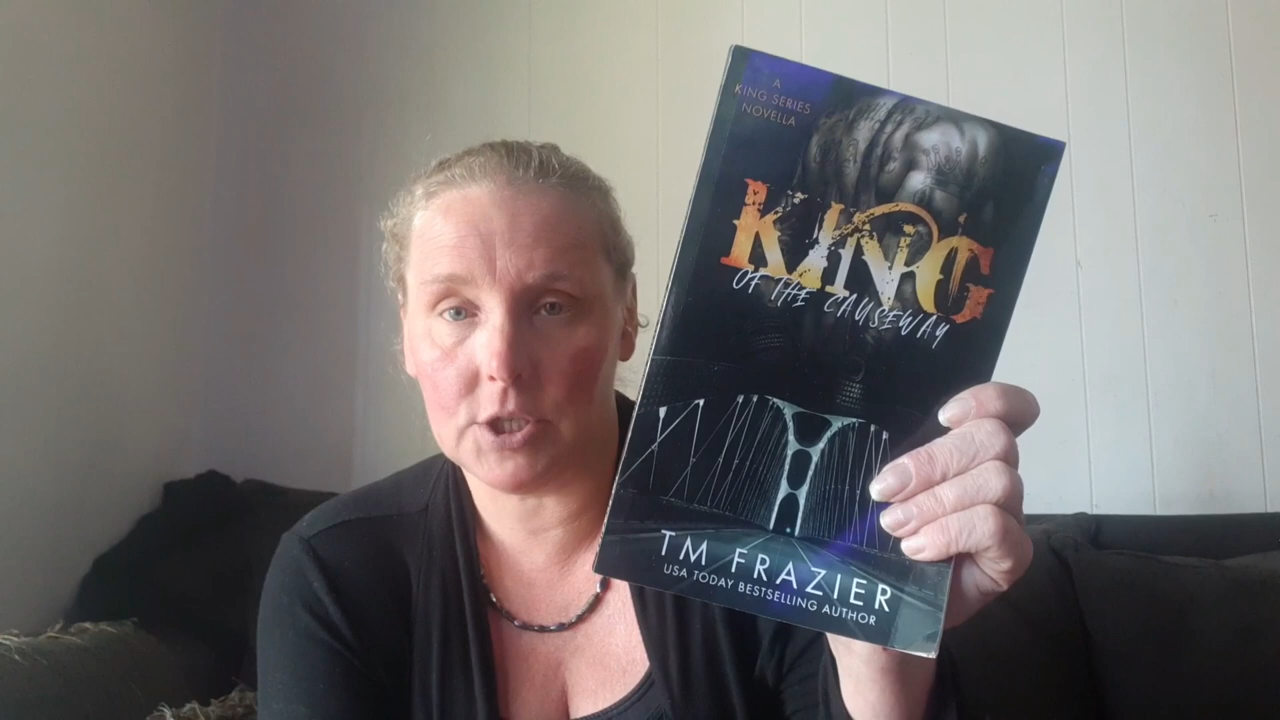 A
KING SERIES
NOVELLA
KING
OF THE CAUSEWAY
TM FRAZIER
USA TODAY BESTSELLING AUTHOR